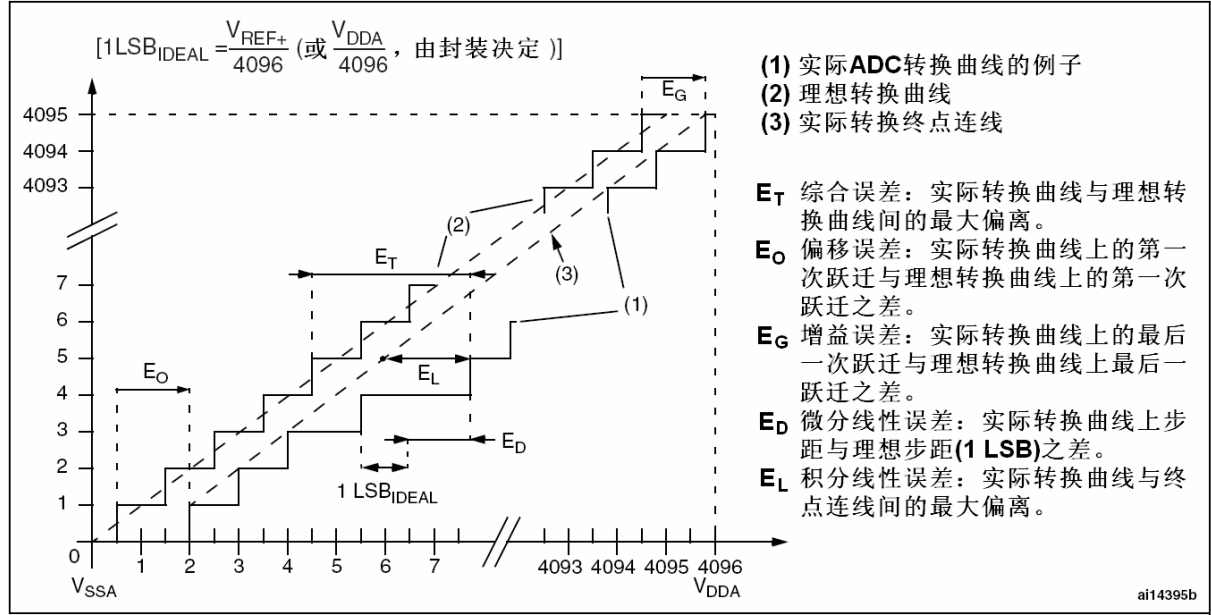 [1LSB_IDEAL = V_REF+ / 4096 (或 V_DDA / 4096 ，由封装决定 )]
(1) 实际ADC转换曲线的例子
(2) 理想转换曲线
(3) 实际转换终点连线
E_T 综合误差：实际转换曲线与理想转
换曲线间的最大偏离。
E_O 偏移误差：实际转换曲线上的第一
次跃迁与理想转换曲线上的第一次
跃迁之差。
E_G 增益误差：实际转换曲线上的最后
一次跃迁与理想转换曲线上最后一
跃迁之差。
E_D 微分线性误差：实际转换曲线上步
距与理想步距(1 LSB)之差。
E_L 积分线性误差：实际转换曲线与终
点连线间的最大偏离。
E_G
4095
4094
4093
(2)
E_T
(3)
7
(1)
6
5
E_O
E_L
4
3
E_D
2
1 LSB_IDEAL
1
0
1 2 3 4 5 6 7 4093 4094 4095 4096
V_SSA
V_DDA
ai14395b